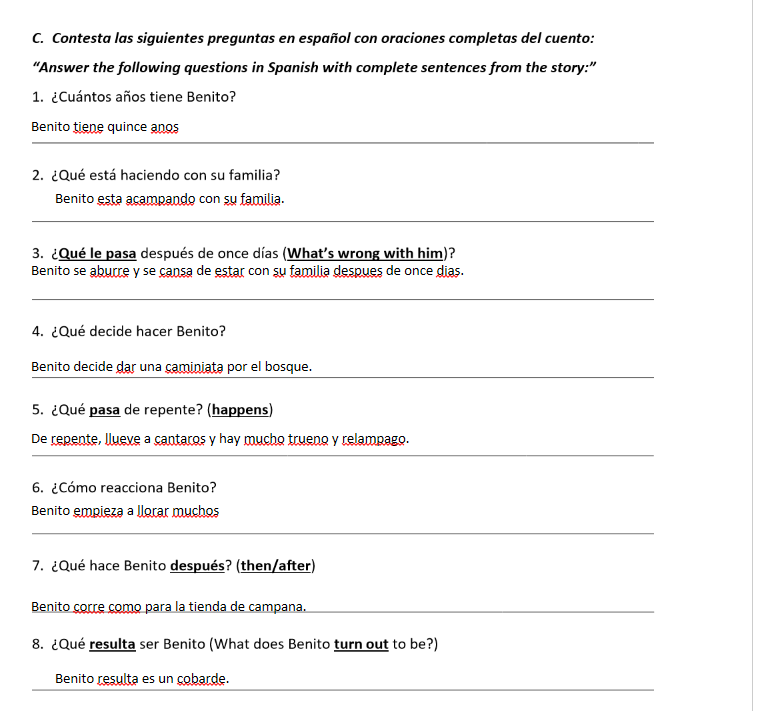 C. Contesta las siguientes preguntas en español con oraciones completas del cuento:
“Answer the following questions in Spanish with complete sentences from the story:”
1. ¿Cuántos años tiene Benito?
Benito tiene quince anos
2. ¿Qué está haciendo con su familia?
Benito esta acampando con su familia.
3. ¿Qué le pasa después de once días (What’s wrong with him)?
Benito se aburre y se cansa de estar con su familia despues de once dias.
4. ¿Qué decide hacer Benito?
Benito decide dar una caminiata por el bosque.
5. ¿Qué pasa de repente? (happens)
De repente, llueve a cantaros y hay mucho trueno y relampago.
6. ¿Cómo reacciona Benito?
Benito empieza a llorar muchos
7. ¿Qué hace Benito después? (then/after)
Benito corre como para la tienda de campana.
8. ¿Qué resulta ser Benito (What does Benito turn out to be?)
Benito resulta es un cobarde.